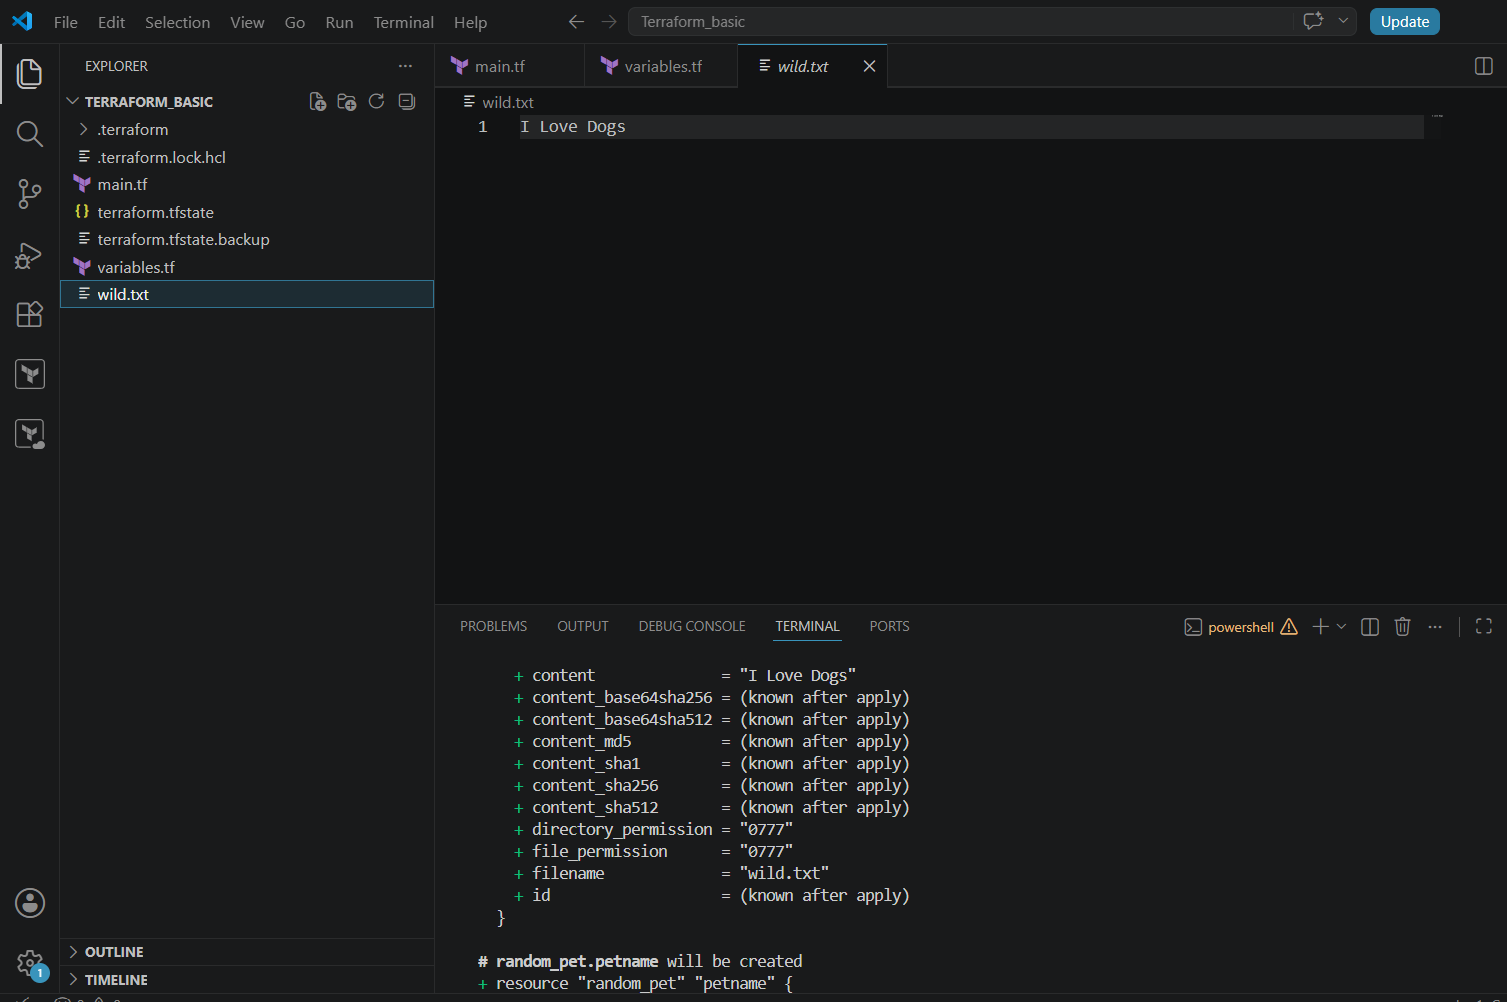 File Edit Selection View Go Run Terminal Help
Terraform_basic
Update
EXPLORER
TERRAFORM_BASIC
.terraform
.terraform.lock.hcl
main.tf
terraform.tfstate
terraform.tfstate.backup
variables.tf
wild.txt
OUTLINE
TIMELINE
1
main.tf variables.tf wild.txt
wild.txt
1 I Love Dogs
PROBLEMS OUTPUT DEBUG CONSOLE TERMINAL PORTS
powershell
+ content = "I Love Dogs"
+ content_base64sha256 = (known after apply)
+ content_base64sha512 = (known after apply)
+ content_md5 = (known after apply)
+ content_sha1 = (known after apply)
+ content_sha256 = (known after apply)
+ content_sha512 = (known after apply)
+ directory_permission = "0777"
+ file_permission = "0777"
+ filename = "wild.txt"
+ id = (known after apply)
}
# random_pet.petname will be created
+ resource "random_pet" "petname" {